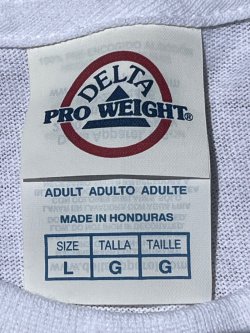 DELTA
PRO WEIGHT®
ADULT ADULTO ADULTE
MADE IN HONDURAS
SIZE TALLA TAILLE
L G G